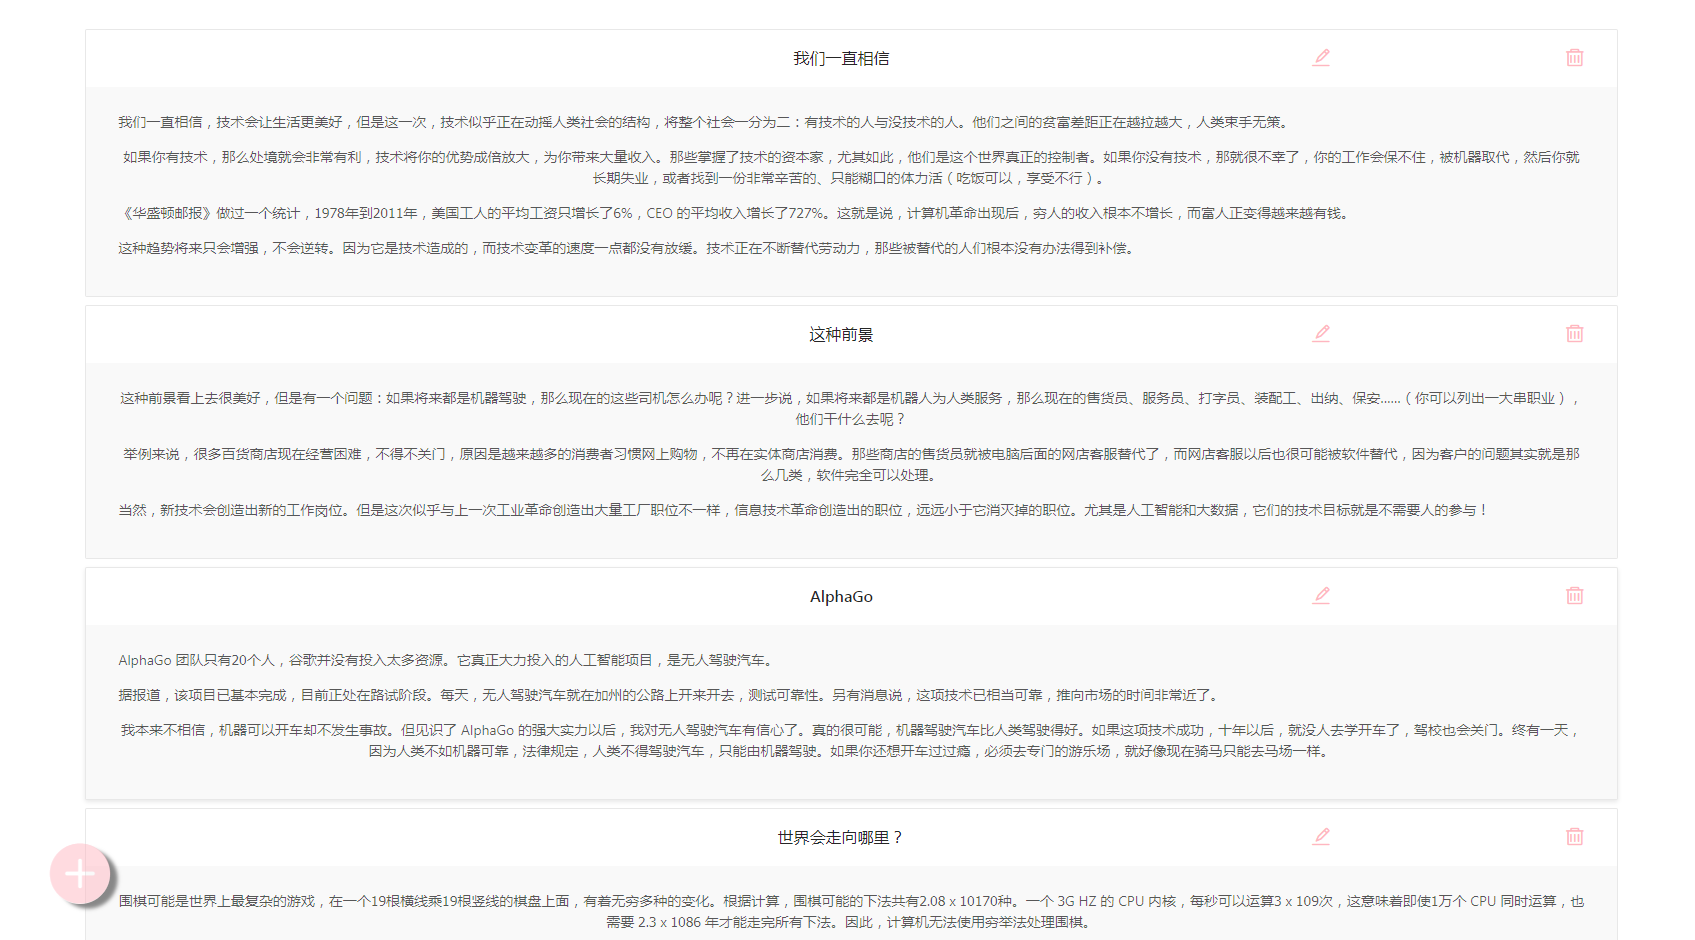 我们一直相信
我们一直相信，技术会让生活更美好，但是这一次，技术似乎正在动摇人类社会的结构，将整个社会一分为二：有技术的人与没技术的人。他们之间的贫富差距正在越拉越大，人类束手无策。
如果你有技术，那么处境就会非常有利，技术将你的优势成倍放大，为你带来大量收入。那些掌握了技术的资本家，尤其如此，他们是这个世界真正的控制者。如果你没有技术，那就很不幸了，你的工作会保不住，被机器取代，然后你就
长期失业，或者找到一份非常辛苦的、只能糊口的体力活（吃饭可以，享受不行）。
《华盛顿邮报》做过一个统计，1978年到2011年，美国工人的平均工资只增长了6%，CEO 的平均收入增长了727%。这就是说，计算机革命出现后，穷人的收入根本不增长，而富人正变得越来越有钱。
这种趋势将来只会增强，不会逆转。因为它是技术造成的，而技术变革的速度一点都没有放缓。技术正在不断替代劳动力，那些被替代的人们根本没有办法得到补偿。
这种前景
这种前景看上去很美好，但是有一个问题：如果将来都是机器驾驶，那么现在的这些司机怎么办呢？进一步说，如果将来都是机器人为人类服务，那么现在的售货员、服务员、打字员、装配工、出纳、保安......（你可以列出一大串职业），
他们干什么去呢？
举例来说，很多百货商店现在经营困难，不得不关门，原因是越来越多的消费者习惯网上购物，不再在实体商店消费。那些商店的售货员就被电脑后面的网店客服替代了，而网店客服以后也很可能被软件替代，因为客户的问题其实就是那
么几类，软件完全可以处理。
当然，新技术会创造出新的工作岗位。但是这次似乎与上一次工业革命创造出大量工厂职位不一样，信息技术革命创造出的职位，远远小于它消灭掉的职位。尤其是人工智能和大数据，它们的技术目标就是不需要人的参与！
AlphaGo
AlphaGo 团队只有20个人，谷歌并没有投入太多资源。它真正大力投入的人工智能项目，是无人驾驶汽车。
据报道，该项目已基本完成，目前正处在路试阶段。每天，无人驾驶汽车就在加州的公路上开来开去，测试可靠性。另有消息说，这项技术已相当可靠，推向市场的时间非常近了。
我本来不相信，机器可以开车却不发生事故。但见识了 AlphaGo 的强大实力以后，我对无人驾驶汽车有信心了。真的很可能，机器驾驶汽车比人类驾驶得好。如果这项技术成功，十年以后，就没人去学开车了，驾校也会关门。终有一天，
因为人类不如机器可靠，法律规定，人类不得驾驶汽车，只能由机器驾驶。如果你还想开车过过瘾，必须去专门的游乐场，就好像现在骑马只能去马场一样。
世界会走向哪里？
围棋可能是世界上最复杂的游戏，在一个19根横线乘19根竖线的棋盘上面，有着无穷多种的变化。根据计算，围棋可能的下法共有2.08 x 10170种。一个 3G HZ 的 CPU 内核，每秒可以运算3 x 109次，这意味着即使1万个 CPU 同时运算，也
需要 2.3 x 1086 年才能走完所有下法。因此，计算机无法使用穷举法处理围棋。